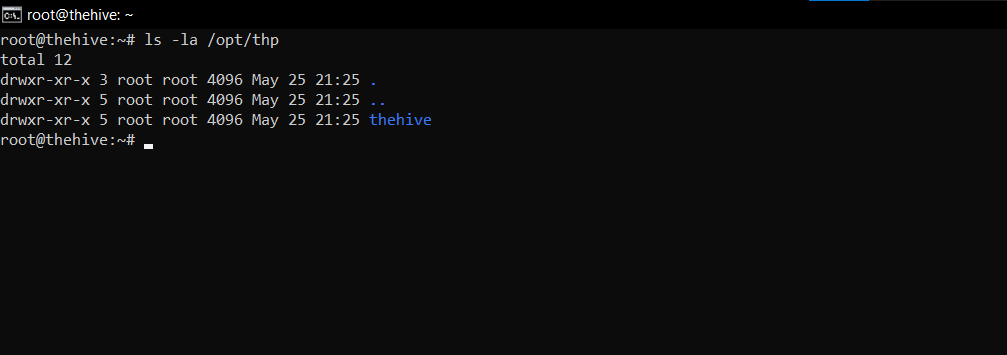 root@thehive: ~
root@thehive:~# ls -la /opt/thp
total 12
drwxr-xr-x 3 root root 4096 May 25 21:25 .
drwxr-xr-x 5 root root 4096 May 25 21:25 ..
drwxr-xr-x 5 root root 4096 May 25 21:25 thehive
root@thehive:~#